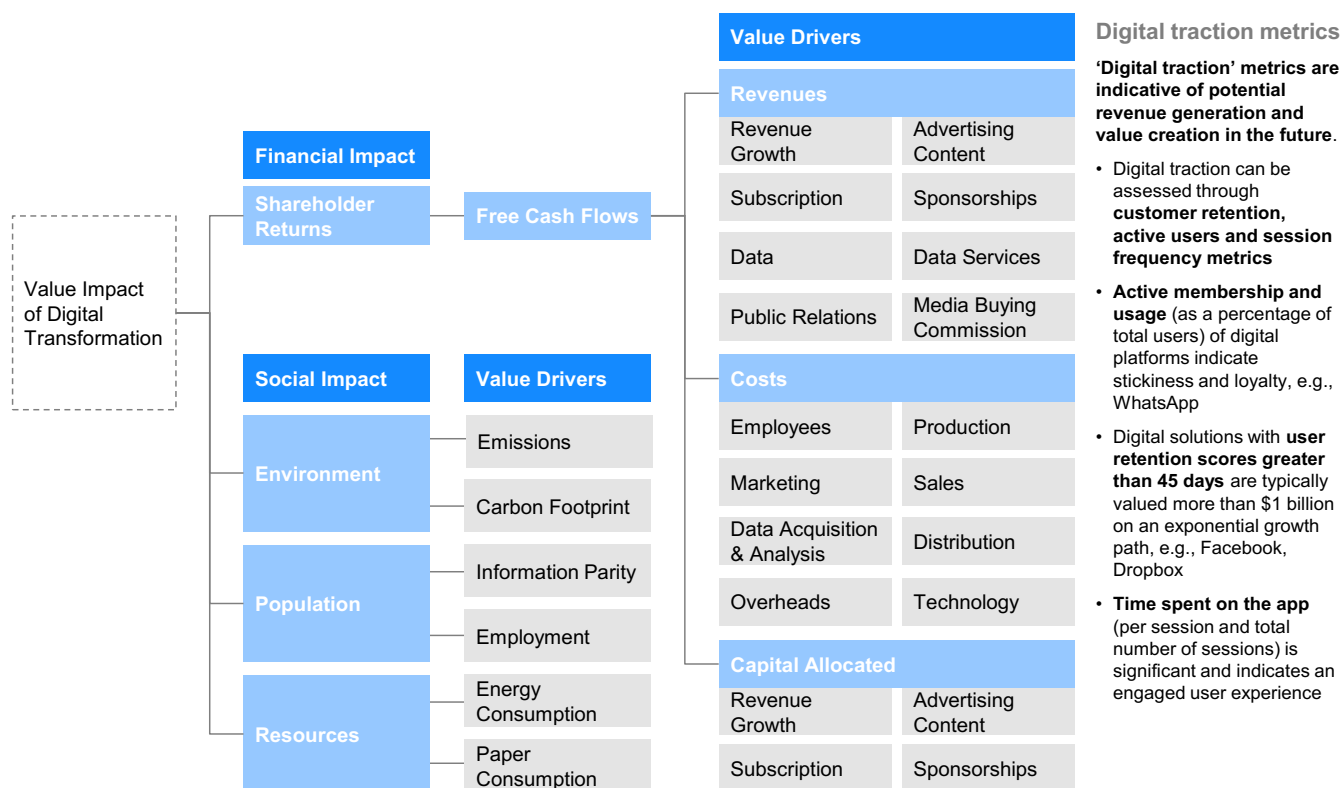 Value Impact
of Digital
Transformation
Financial Impact
Shareholder
Returns
Free Cash Flows
Social Impact
Value Drivers
Environment
Emissions
Carbon Footprint
Population
Information Parity
Employment
Resources
Energy
Consumption
Paper
Consumption
Value Drivers
Revenues
Revenue
Growth
Advertising
Content
Subscription
Sponsorships
Data
Data Services
Public Relations
Media Buying
Commission
Costs
Employees
Production
Marketing
Sales
Data Acquisition
& Analysis
Distribution
Overheads
Technology
Capital Allocated
Revenue
Growth
Advertising
Content
Subscription
Sponsorships
Digital traction metrics
‘Digital traction’ metrics are
indicative of potential
revenue generation and
value creation in the future.
• Digital traction can be
assessed through
customer retention,
active users and session
frequency metrics
• Active membership and
usage (as a percentage of
total users) of digital
platforms indicate
stickiness and loyalty, e.g.,
WhatsApp
• Digital solutions with user
retention scores greater
than 45 days are typically
valued more than $1 billion
on an exponential growth
path, e.g., Facebook,
Dropbox
• Time spent on the app
(per session and total
number of sessions) is
significant and indicates an
engaged user experience